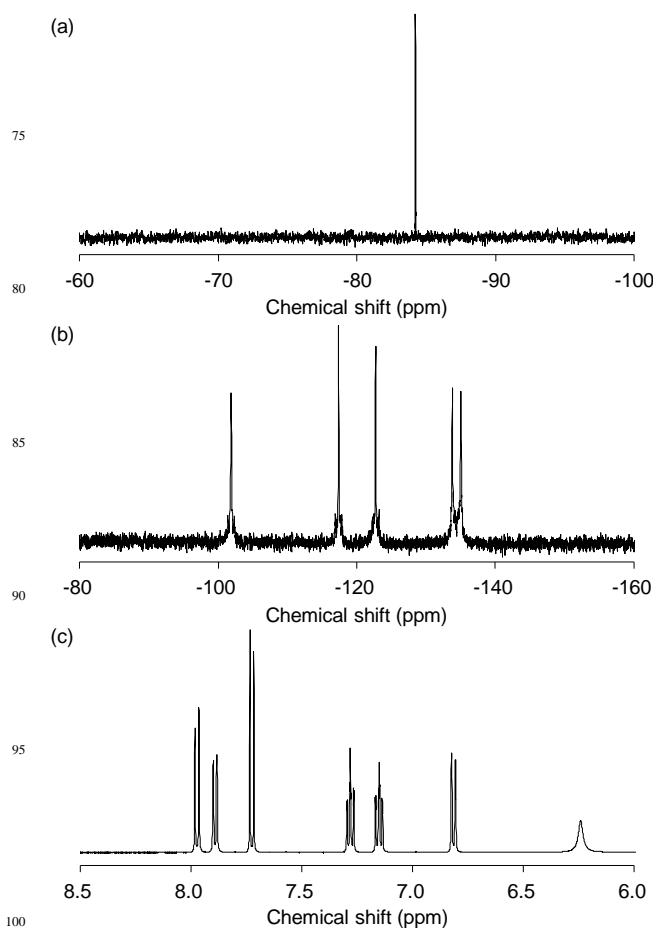 (a)
75
-60 -70 -80 -90 -100
80
Chemical shift (ppm)
(b)
85
-80 -100 -120 -140 -160
90
Chemical shift (ppm)
(c)
95
8.5 8.0 7.5 7.0 6.5 6.0
Chemical shift (ppm)
100